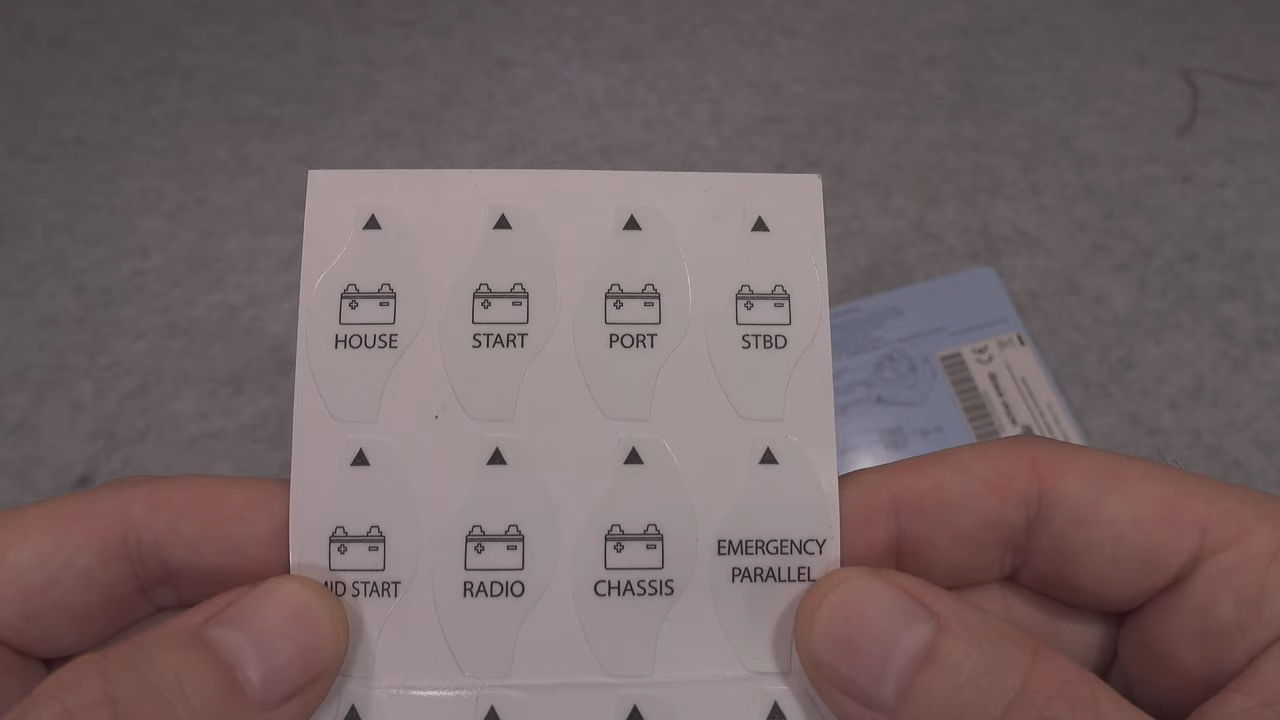 HOUSE
START
PORT
STBD
ID START
RADIO
CHASSIS
EMERGENCY
PARALLEL